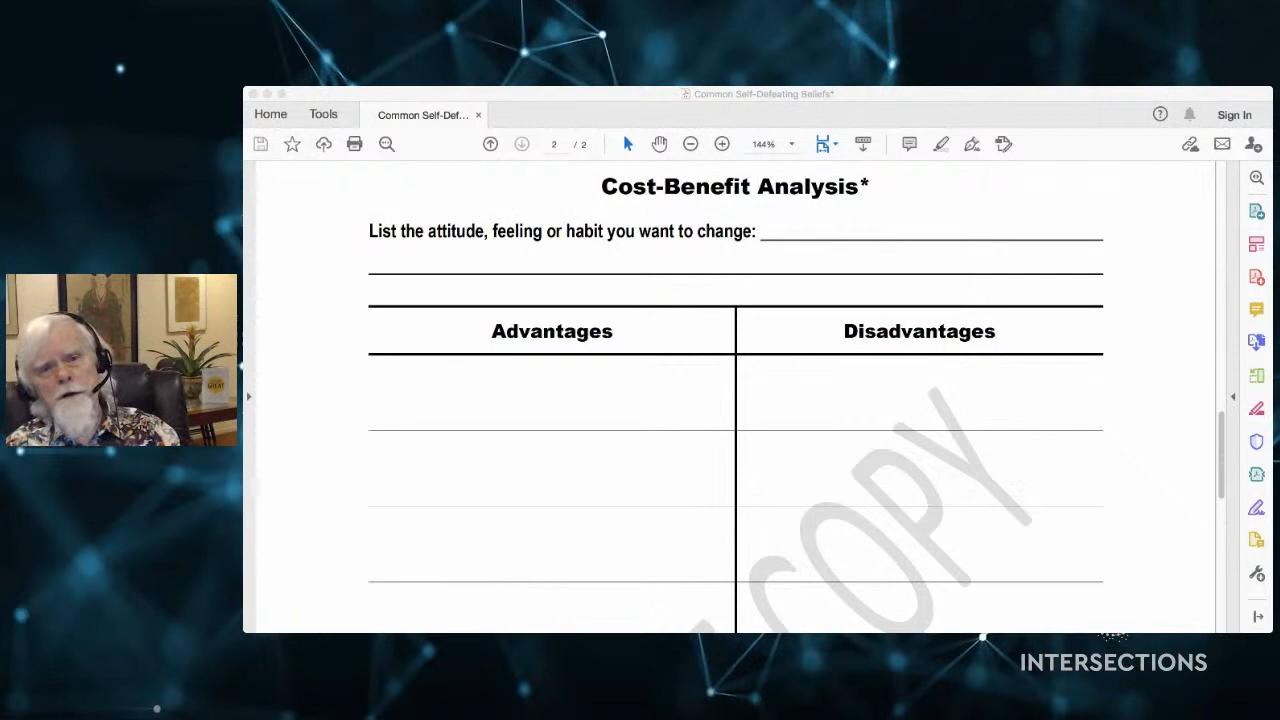 Common Self-Defeating Beliefs*
Home Tools Common Self-Def... ×
? Sign In
2 / 2 144%
Cost-Benefit Analysis*
List the attitude, feeling or habit you want to change:
Advantages Disadvantages
COPY
GREAT
INTERSECTIONS